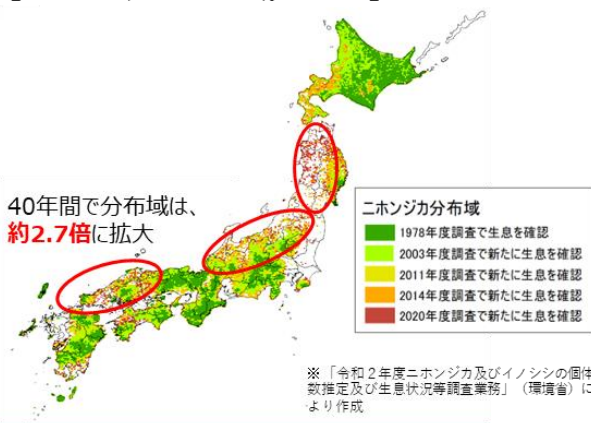 40年間で分布域は、
約2.7倍に拡大
ニホンジカ分布域
1978年度調査で生息を確認
2003年度調査で新たに生息を確認
2011年度調査で新たに生息を確認
2014年度調査で新たに生息を確認
2020年度調査で新たに生息を確認
※「令和２年度ニホンジカ及びイノシシの個体
数推定及び生息状況等調査業務」（環境省）に
より作成